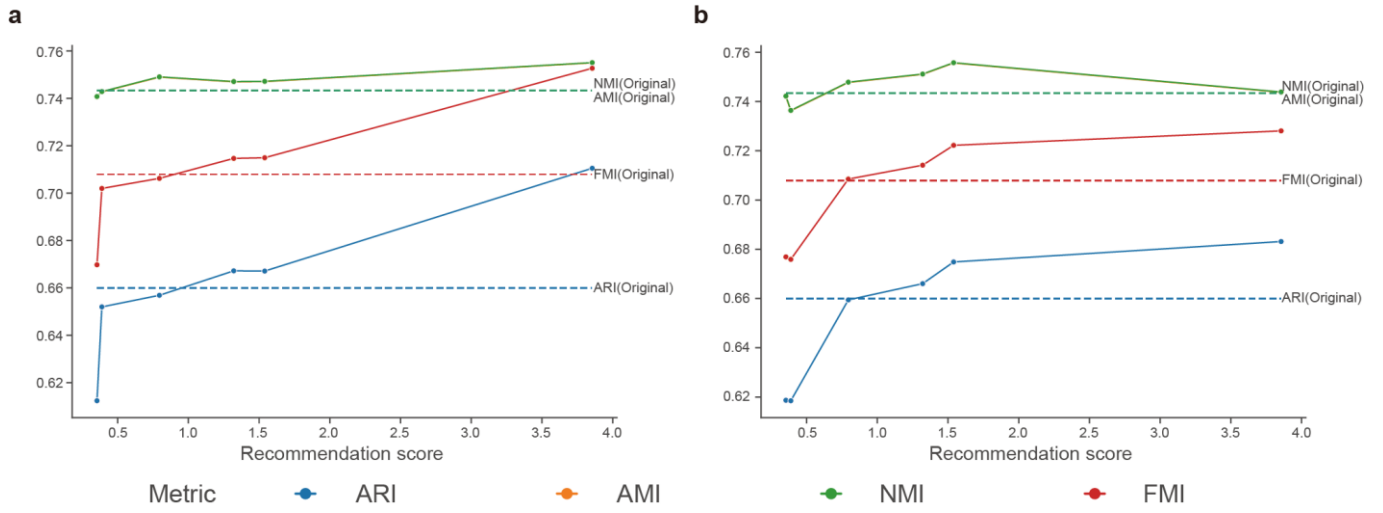 a
0.76
0.74
0.72
0.70
0.68
0.66
0.64
0.62
NMI(Original)
AMI(Original)
FMI(Original)
ARI(Original)
0.5 1.0 1.5 2.0 2.5 3.0 3.5 4.0
Recommendation score
b
0.76
0.74
0.72
0.70
0.68
0.66
0.64
0.62
NMI(Original)
AMI(Original)
FMI(Original)
ARI(Original)
0.5 1.0 1.5 2.0 2.5 3.0 3.5 4.0
Recommendation score
Metric ARI AMI NMI FMI